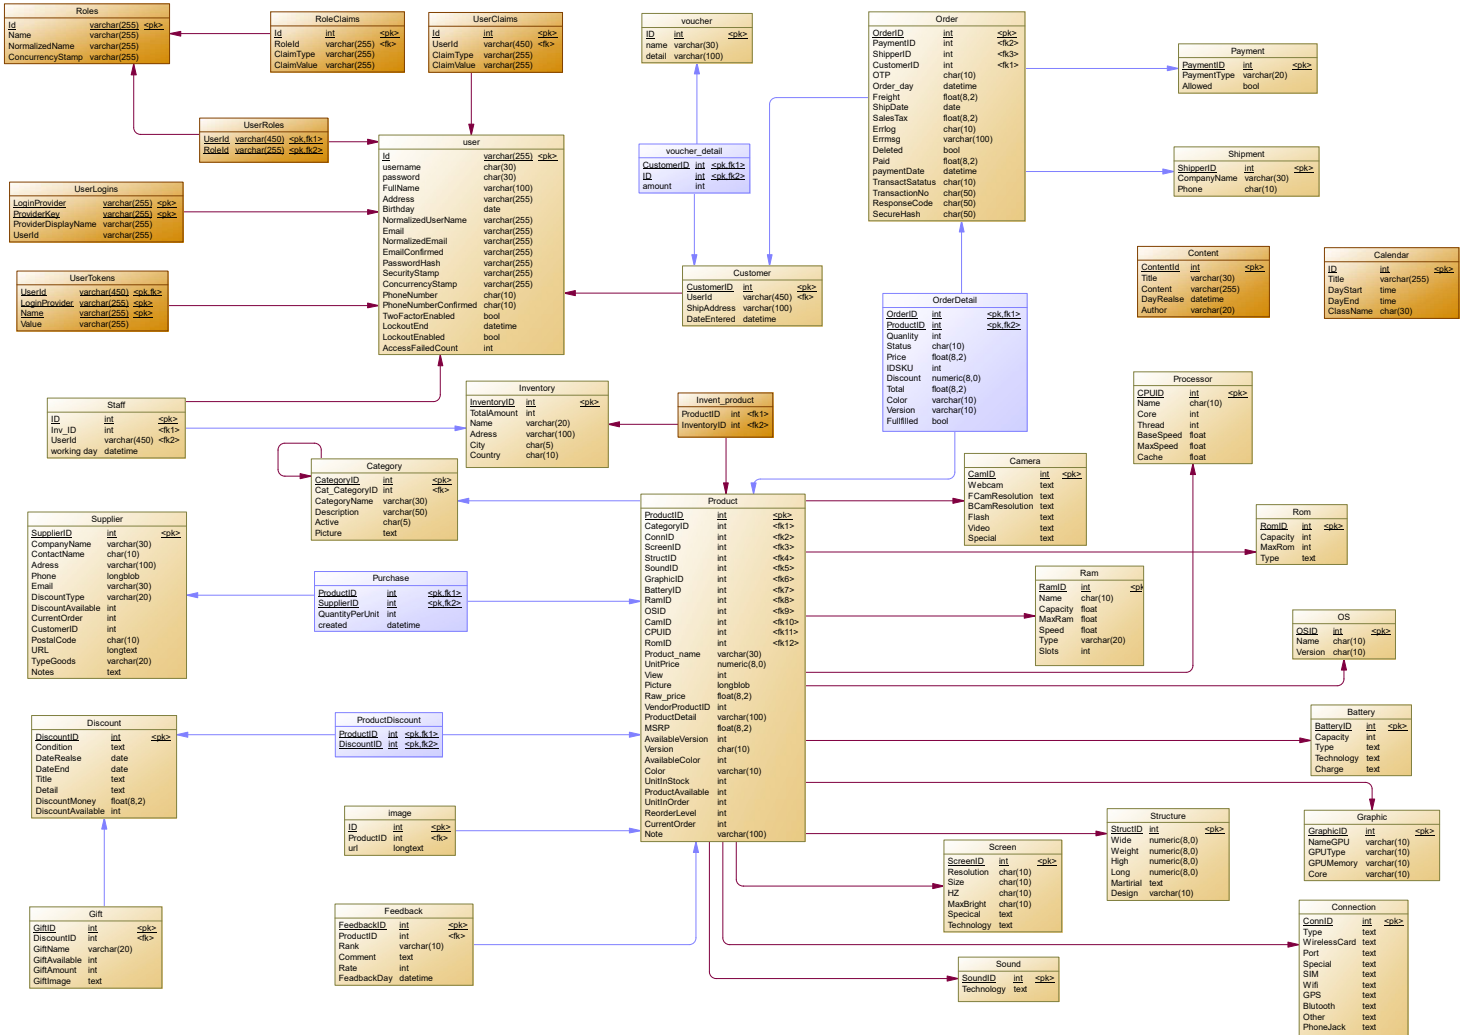 Roles
Id varchar(255) <pk>
Name varchar(255)
NormalizedName varchar(255)
ConcurrencyStamp varchar(255)
RoleClaims
Id int <pk>
RoleId varchar(255) <fk>
ClaimType varchar(255)
ClaimValue varchar(255)
UserClaims
Id int <pk>
UserId varchar(450) <fk>
ClaimType varchar(255)
ClaimValue varchar(255)
voucher
ID int <pk>
name varchar(30)
detail varchar(100)
Order
OrderID int <pk>
PaymentID int <fk2>
ShipperID int <fk3>
CustomerID int <fk1>
OTP char(10)
Order_day datetime
Freight float(8,2)
ShipDate date
SalesTax float(8,2)
Errlog char(10)
Errmsg varchar(100)
Deleted bool
Paid float(8,2)
paymentDate datetime
TransactSatatus char(10)
TransactionNo char(50)
ResponseCode char(50)
SecureHash char(50)
Payment
PaymentID int <pk>
PaymentType varchar(20)
Allowed bool
UserRoles
UserId varchar(450) <pk,fk1>
RoleId varchar(255) <pk,fk2>
user
Id varchar(255) <pk>
username char(30)
password char(30)
FullName varchar(100)
Address varchar(255)
Birthday date
NormalizedUserName varchar(255)
Email varchar(255)
NormalizedEmail varchar(255)
EmailConfirmed varchar(255)
PasswordHash varchar(255)
SecurityStamp varchar(255)
ConcurrencyStamp varchar(255)
PhoneNumber char(10)
PhoneNumberConfirmed char(10)
TwoFactorEnabled bool
LockoutEnd datetime
LockoutEnabled bool
AccessFailedCount int
voucher_detail
CustomerID int <pk,fk1>
ID int <pk,fk2>
amount int
Shipment
ShipperID int <pk>
CompanyName varchar(30)
Phone char(10)
UserLogins
LoginProvider varchar(255) <pk>
ProviderKey varchar(255) <pk>
ProviderDisplayName varchar(255)
UserId varchar(255)
UserTokens
UserId varchar(450) <pk,fk>
LoginProvider varchar(255) <pk>
Name varchar(255) <pk>
Value varchar(255)
Customer
CustomerID int <pk>
UserId varchar(450) <fk>
ShipAddress varchar(100)
DateEntered datetime
Content
ContentId int <pk>
Title varchar(30)
Content varchar(255)
DayRealse datetime
Author varchar(20)
Calendar
ID int <pk>
Title varchar(255)
DayStart time
DayEnd time
ClassName char(30)
OrderDetail
OrderID int <pk,fk1>
ProductID int <pk,fk2>
Quanlity int
Status char(10)
Price float(8,2)
IDSKU int
Discount numeric(8,0)
Total float(8,2)
Color varchar(10)
Version varchar(10)
Fullfilled bool
Staff
ID int <pk>
Inv_ID int <fk1>
UserId varchar(450) <fk2>
working day datetime
Inventory
InventoryID int <pk>
TotalAmount int
Name varchar(20)
Adress varchar(100)
City char(5)
Country char(10)
Invent_product
ProductID int <fk1>
InventoryID int <fk2>
Processor
CPUID int <pk>
Name char(10)
Core int
Thread int
BaseSpeed float
MaxSpeed float
Cache float
Category
CategoryID int <pk>
Cat_CategoryID int <fk>
CategoryName varchar(30)
Description varchar(50)
Active char(5)
Picture text
Camera
CamID int <pk>
Webcam text
FCamResolution text
BCamResolution text
Flash text
Video text
Special text
Supplier
SupplierID int <pk>
CompanyName varchar(30)
ContactName char(10)
Adress varchar(100)
Phone longblob
Email varchar(30)
DiscountType varchar(20)
DiscountAvailable int
CurrentOrder int
CustomerID int
PostalCode char(10)
URL longtext
TypeGoods varchar(20)
Notes text
Product
ProductID int <pk>
CategoryID int <fk1>
ConnID int <fk2>
ScreenID int <fk3>
StructID int <fk4>
SoundID int <fk5>
GraphicID int <fk6>
BatteryID int <fk7>
RamID int <fk8>
OSID int <fk9>
CamID int <fk10>
CPUID int <fk11>
RomID int <fk12>
Product_name varchar(30)
UnitPrice numeric(8,0)
View int
Picture longblob
Raw_price float(8,2)
VendorProductID int
ProductDetail varchar(100)
MSRP float(8,2)
AvailableVersion int
Version char(10)
AvailableColor int
Color varchar(10)
UnitInStock int
ProductAvailable int
UnitInOrder int
ReorderLevel int
CurrentOrder int
Note varchar(100)
Rom
RomID int <pk>
Capacity int
MaxRom int
Type text
Purchase
ProductID int <pk,fk1>
SupplierID int <pk,fk2>
QuantityPerUnit int
created datetime
Ram
RamID int <pk
Name char(10)
Capacity float
MaxRam float
Speed float
Type varchar(20)
Slots int
OS
OSID int <pk>
Name char(10)
Version char(10)
Discount
DiscountID int <pk>
Condition text
DateRealse date
DateEnd date
Title text
Detail text
DiscountMoney float(8,2)
DiscountAvailable int
ProductDiscount
ProductID int <pk,fk1>
DiscountID int <pk,fk2>
Battery
BatteryID int <pk>
Capacity int
Type text
Technology text
Charge text
image
ID int <pk>
ProductID int <fk>
url longtext
Structure
StructID int <pk>
Wide numeric(8,0)
Weight numeric(8,0)
High numeric(8,0)
Long numeric(8,0)
Martirial text
Design varchar(10)
Graphic
GraphicID int <pk>
NameGPU varchar(10)
GPUType varchar(10)
GPUMemory varchar(10)
Core varchar(10)
Screen
ScreenID int <pk>
Resolution char(10)
Size char(10)
HZ char(10)
MaxBright char(10)
Specical text
Technology text
Gift
GiftID int <pk>
DiscountID int <fk>
GiftName varchar(20)
GiftAvailable int
GiftAmount int
GiftImage text
Feedback
FeedbackID int <pk>
ProductID int <fk>
Rank varchar(10)
Comment text
Rate int
FeadbackDay datetime
Connection
ConnID int <pk>
Type text
WirelessCard text
Port text
Special text
SIM text
Wifi text
GPS text
Blutooth text
Other text
PhoneJack text
Sound
SoundID int <pk>
Technology text